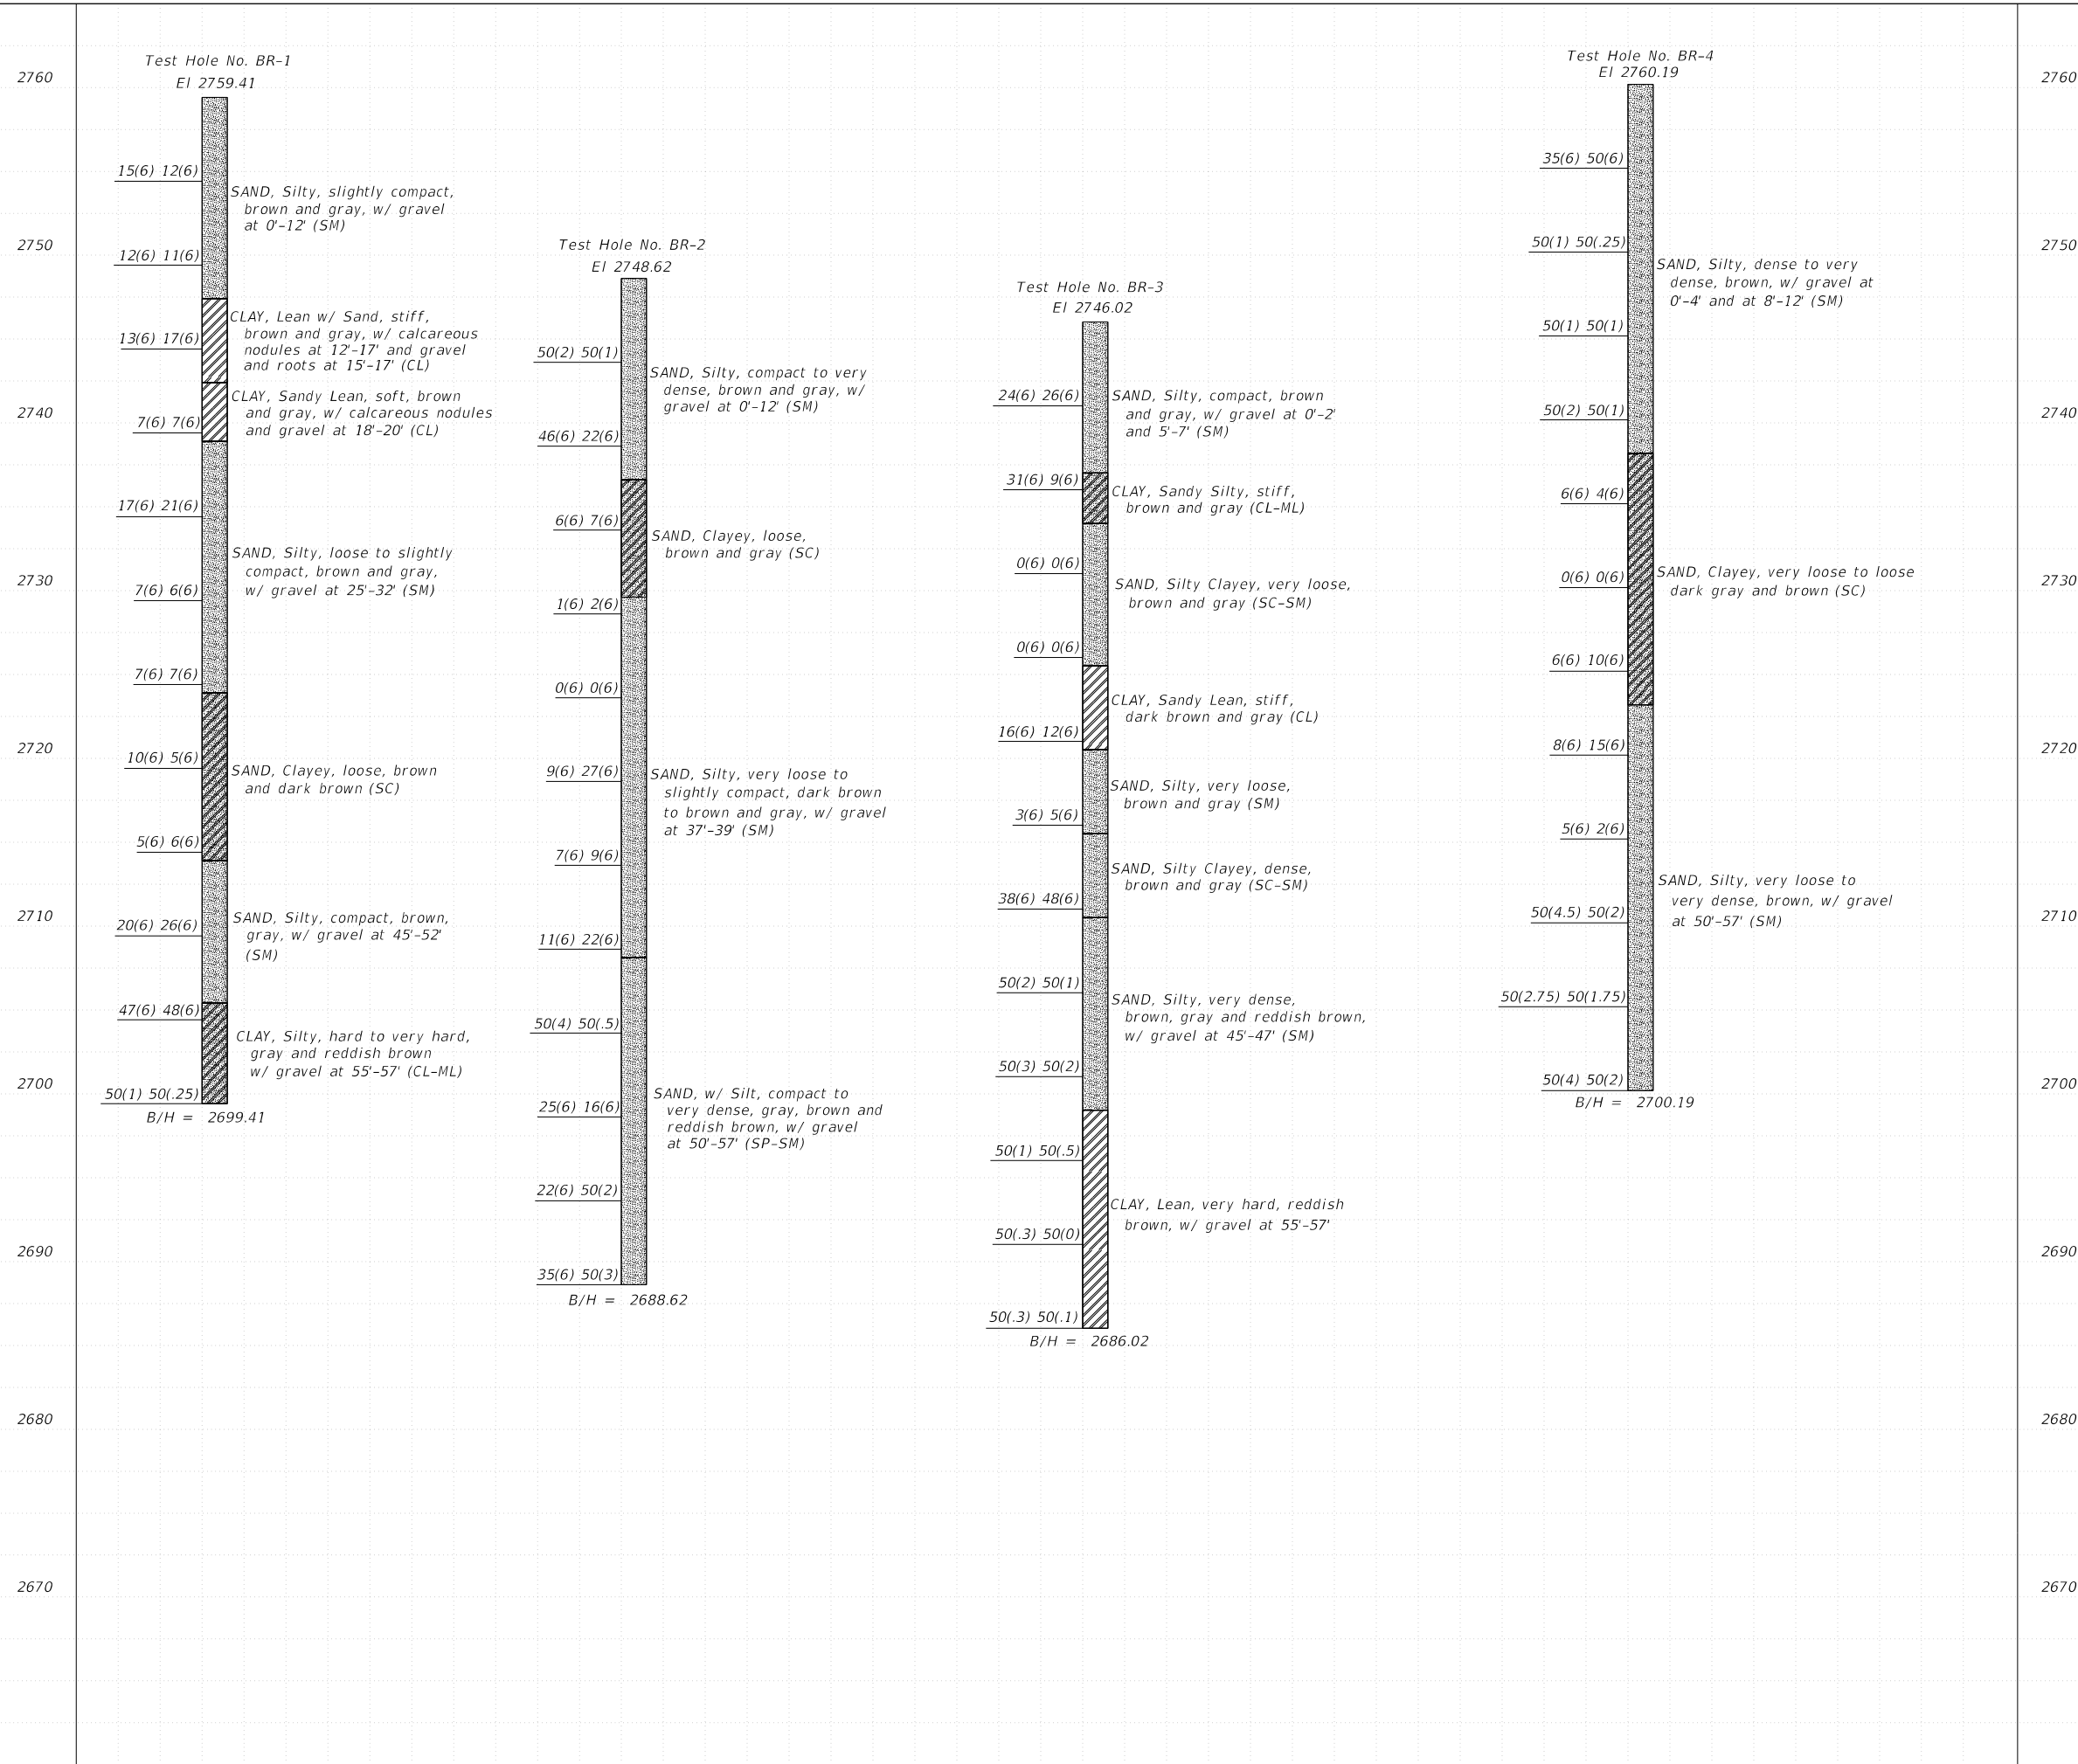 2760
2750
2740
2730
2720
2710
2700
2690
2680
2670
Test Hole No. BR-1
El 2759.41
15(6) 12(6)
SAND, Silty, slightly compact,
brown and gray, w/ gravel
at 0'-12' (SM)
12(6) 11(6)
CLAY, Lean w/ Sand, stiff,
brown and gray, w/ calcareous
nodules at 12'-17' and gravel
and roots at 15'-17' (CL)
13(6) 17(6)
CLAY, Sandy Lean, soft, brown
and gray, w/ calcareous nodules
and gravel at 18'-20' (CL)
7(6) 7(6)
17(6) 21(6)
SAND, Silty, loose to slightly
compact, brown and gray,
w/ gravel at 25'-32' (SM)
7(6) 6(6)
7(6) 7(6)
10(6) 5(6)
SAND, Clayey, loose, brown
and dark brown (SC)
5(6) 6(6)
20(6) 26(6)
SAND, Silty, compact, brown,
gray, w/ gravel at 45'-52'
(SM)
47(6) 48(6)
CLAY, Silty, hard to very hard,
gray and reddish brown
w/ gravel at 55'-57' (CL-ML)
50(1) 50(.25)
B/H = 2699.41
Test Hole No. BR-2
El 2748.62
50(2) 50(1)
SAND, Silty, compact to very
dense, brown and gray, w/
gravel at 0'-12' (SM)
46(6) 22(6)
6(6) 7(6)
SAND, Clayey, loose,
brown and gray (SC)
1(6) 2(6)
0(6) 0(6)
9(6) 27(6)
SAND, Silty, very loose to
slightly compact, dark brown
to brown and gray, w/ gravel
at 37'-39' (SM)
7(6) 9(6)
11(6) 22(6)
50(4) 50(.5)
25(6) 16(6)
SAND, w/ Silt, compact to
very dense, gray, brown and
reddish brown, w/ gravel
at 50'-57' (SP-SM)
22(6) 50(2)
35(6) 50(3)
B/H = 2688.62
Test Hole No. BR-3
El 2746.02
24(6) 26(6)
SAND, Silty, compact, brown
and gray, w/ gravel at 0'-2'
and 5'-7' (SM)
31(6) 9(6)
CLAY, Sandy Silty, stiff,
brown and gray (CL-ML)
0(6) 0(6)
SAND, Silty Clayey, very loose,
brown and gray (SC-SM)
0(6) 0(6)
CLAY, Sandy Lean, stiff,
dark brown and gray (CL)
16(6) 12(6)
SAND, Silty, very loose,
brown and gray (SM)
3(6) 5(6)
SAND, Silty Clayey, dense,
brown and gray (SC-SM)
38(6) 48(6)
50(2) 50(1)
SAND, Silty, very dense,
brown, gray and reddish brown,
w/ gravel at 45'-47' (SM)
50(3) 50(2)
50(1) 50(.5)
CLAY, Lean, very hard, reddish
brown, w/ gravel at 55'-57'
50(.3) 50(0)
50(.3) 50(.1)
B/H = 2686.02
Test Hole No. BR-4
El 2760.19
35(6) 50(6)
50(1) 50(.25)
SAND, Silty, dense to very
dense, brown, w/ gravel at
0'-4' and at 8'-12' (SM)
50(1) 50(1)
50(2) 50(1)
6(6) 4(6)
0(6) 0(6)
SAND, Clayey, very loose to loose
dark gray and brown (SC)
6(6) 10(6)
8(6) 15(6)
5(6) 2(6)
SAND, Silty, very loose to
very dense, brown, w/ gravel
at 50'-57' (SM)
50(4.5) 50(2)
50(2.75) 50(1.75)
50(4) 50(2)
B/H = 2700.19
2760
2750
2740
2730
2720
2710
2700
2690
2680
2670